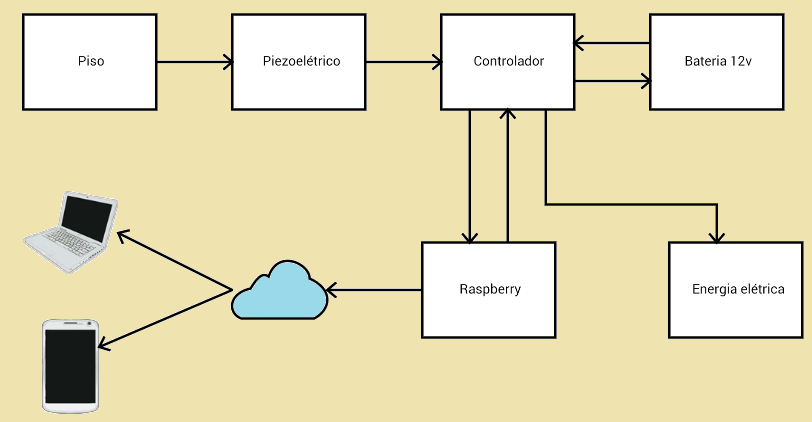 Piso
Piezoelétrico
Controlador
Bateria 12v
Raspberry
Energia elétrica